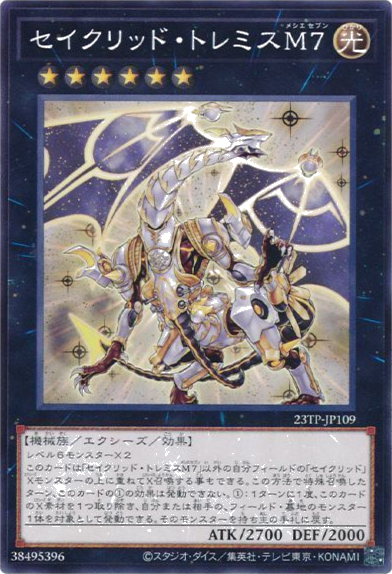 メシエ セブン
セイクリッド・トレミスM7
光
23TP-JP109
【機械族/エクシーズ/効果】
レベル6モンスター×2
このカードは「セイクリッド・トレミスM7」以外の自分フィールドの「セイクリッド」
Xモンスターの上に重ねてX召喚する事もできる。この方法で特殊召喚した
ターン、このカードの①の効果は発動できない。①:1ターンに1度、このカード
のX素材を1つ取り除き、自分または相手の、フィールド・墓地のモンスター
1体を対象として発動できる。そのモンスターを持ち主の手札に戻す。
ATK/2700 DEF/2000
38495396
©スタジオ・ダイス/集英社・テレビ東京・KONAMI